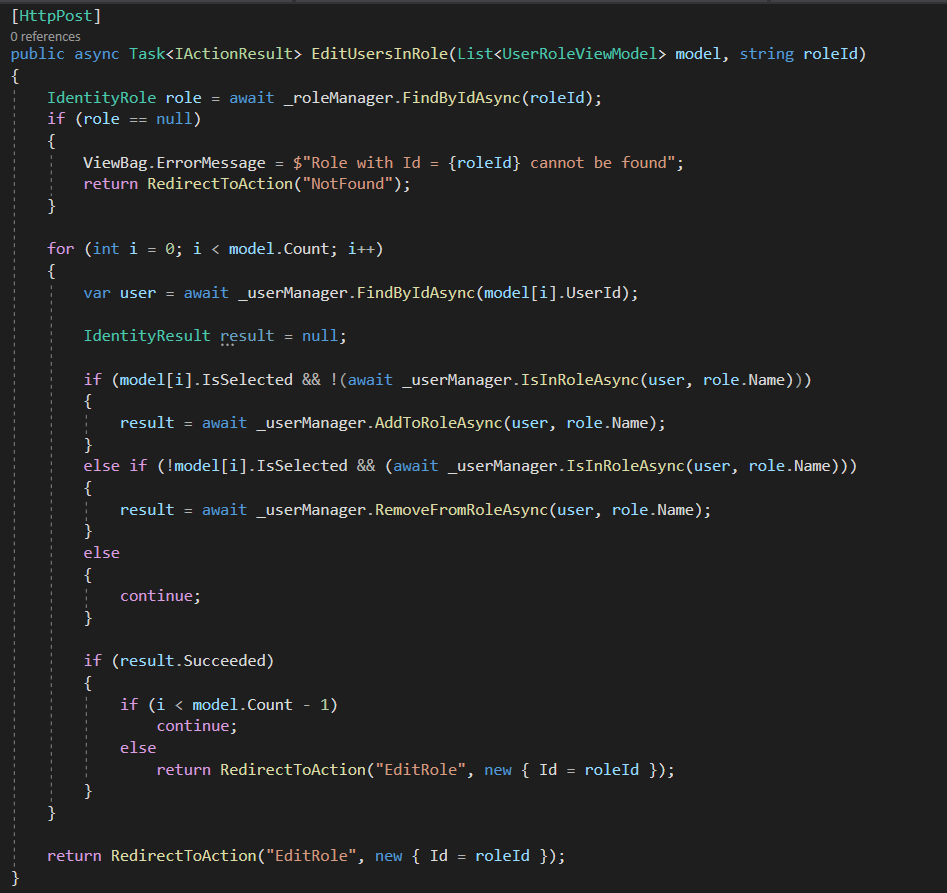 [HttpPost]
0 references
public async Task<IActionResult> EditUsersInRole(List<UserRoleViewModel> model, string roleId)
{
    IdentityRole role = await _roleManager.FindByIdAsync(roleId);
    if (role == null)
    {
        ViewBag.ErrorMessage = $"Role with Id = {roleId} cannot be found";
        return RedirectToAction("NotFound");
    }

    for (int i = 0; i < model.Count; i++)
    {
        var user = await _userManager.FindByIdAsync(model[i].UserId);

        IdentityResult result = null;

        if (model[i].IsSelected && !(await _userManager.IsInRoleAsync(user, role.Name)))
        {
            result = await _userManager.AddToRoleAsync(user, role.Name);
        }
        else if (!model[i].IsSelected && (await _userManager.IsInRoleAsync(user, role.Name)))
        {
            result = await _userManager.RemoveFromRoleAsync(user, role.Name);
        }
        else
        {
            continue;
        }

        if (result.Succeeded)
        {
            if (i < model.Count - 1)
                continue;
            else
                return RedirectToAction("EditRole", new { Id = roleId });
        }
    }

    return RedirectToAction("EditRole", new { Id = roleId });
}